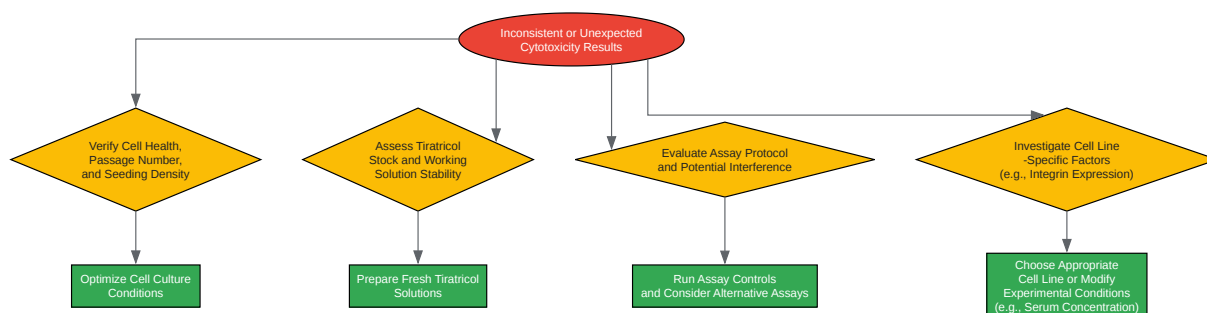 Inconsistent or Unexpected
Cytotoxicity Results
Verify Cell Health,
Passage Number,
and Seeding Density
Assess Tiratricol
Stock and Working
Solution Stability
Evaluate Assay Protocol
and Potential Interference
Investigate Cell Line
-Specific Factors
(e.g., Integrin Expression)
Optimize Cell Culture
Conditions
Prepare Fresh Tiratricol
Solutions
Run Assay Controls
and Consider Alternative Assays
Choose Appropriate
Cell Line or Modify
Experimental Conditions
(e.g., Serum Concentration)